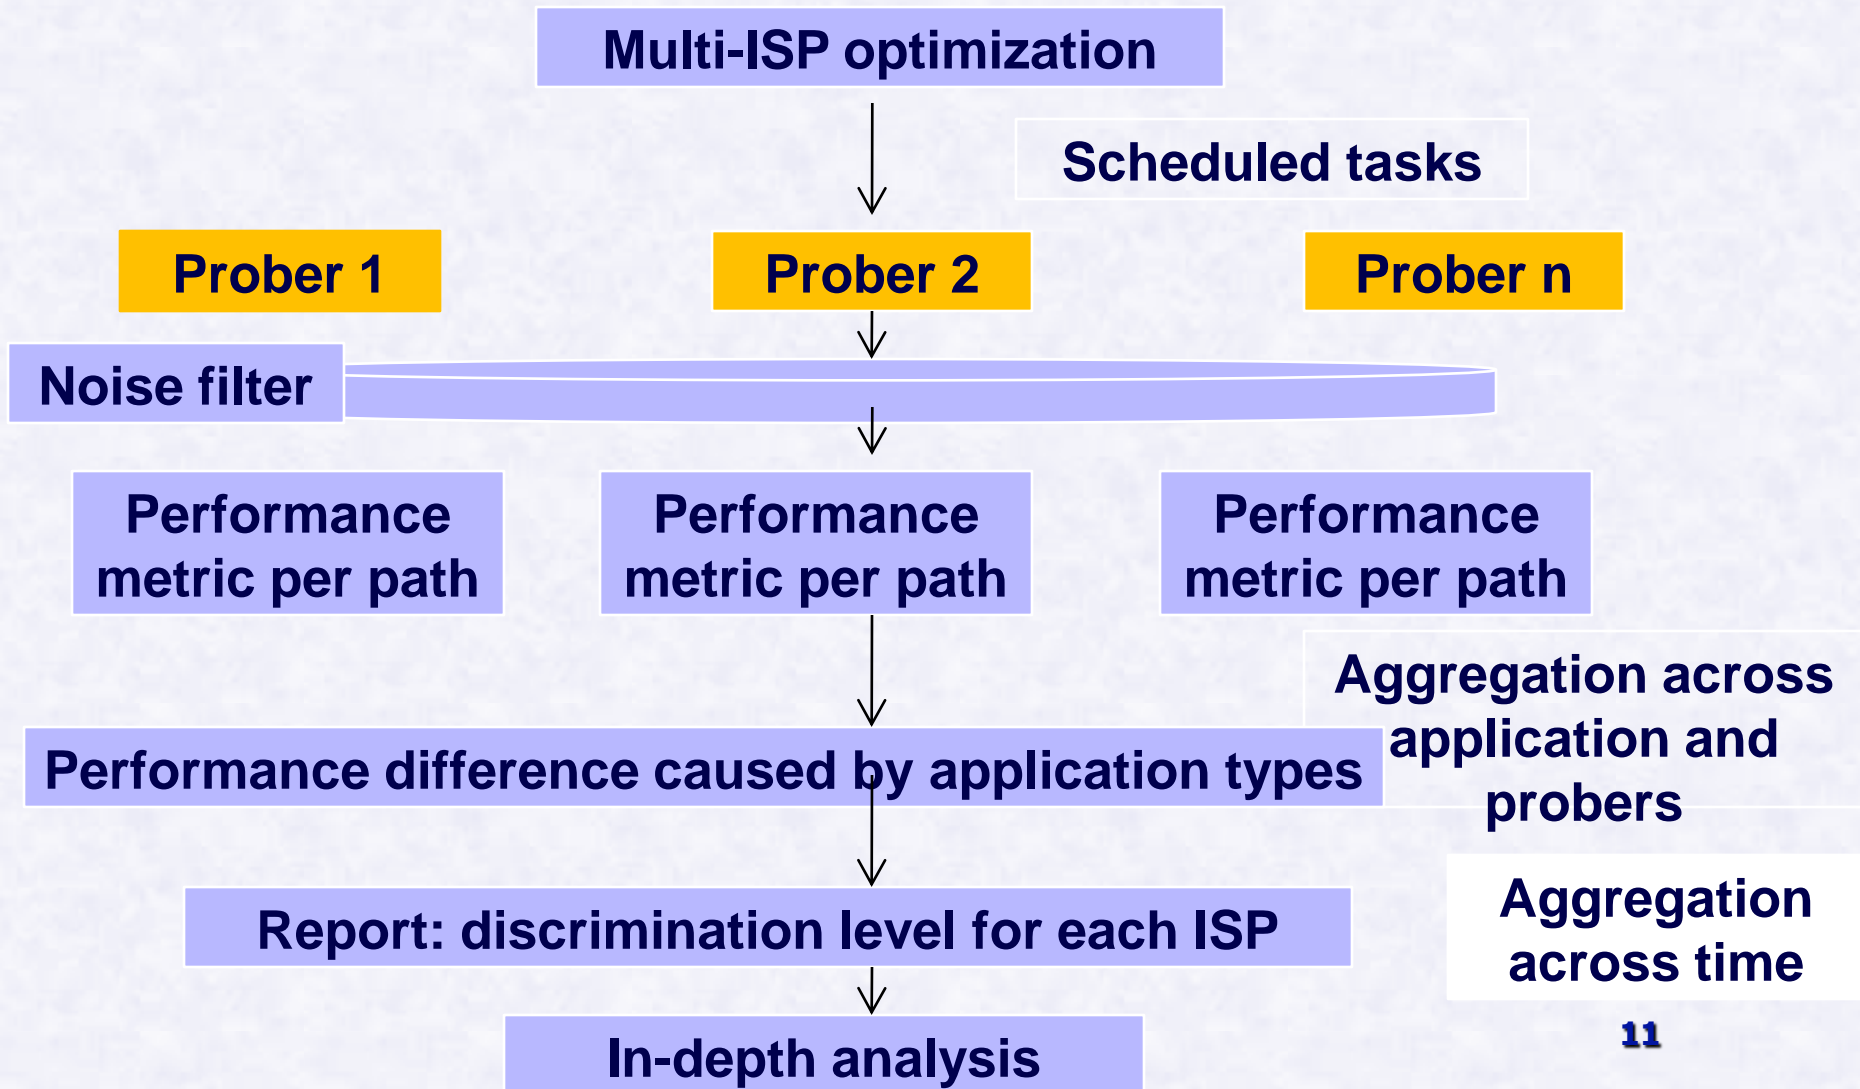 Multi-ISP optimization
Scheduled tasks
Prober 1
Prober 2
Prober n
Noise filter
Performance
metric per path
Performance
metric per path
Performance
metric per path
Aggregation across
application and
probers
Performance difference caused by application types
Report: discrimination level for each ISP
Aggregation
across time
In-depth analysis
11